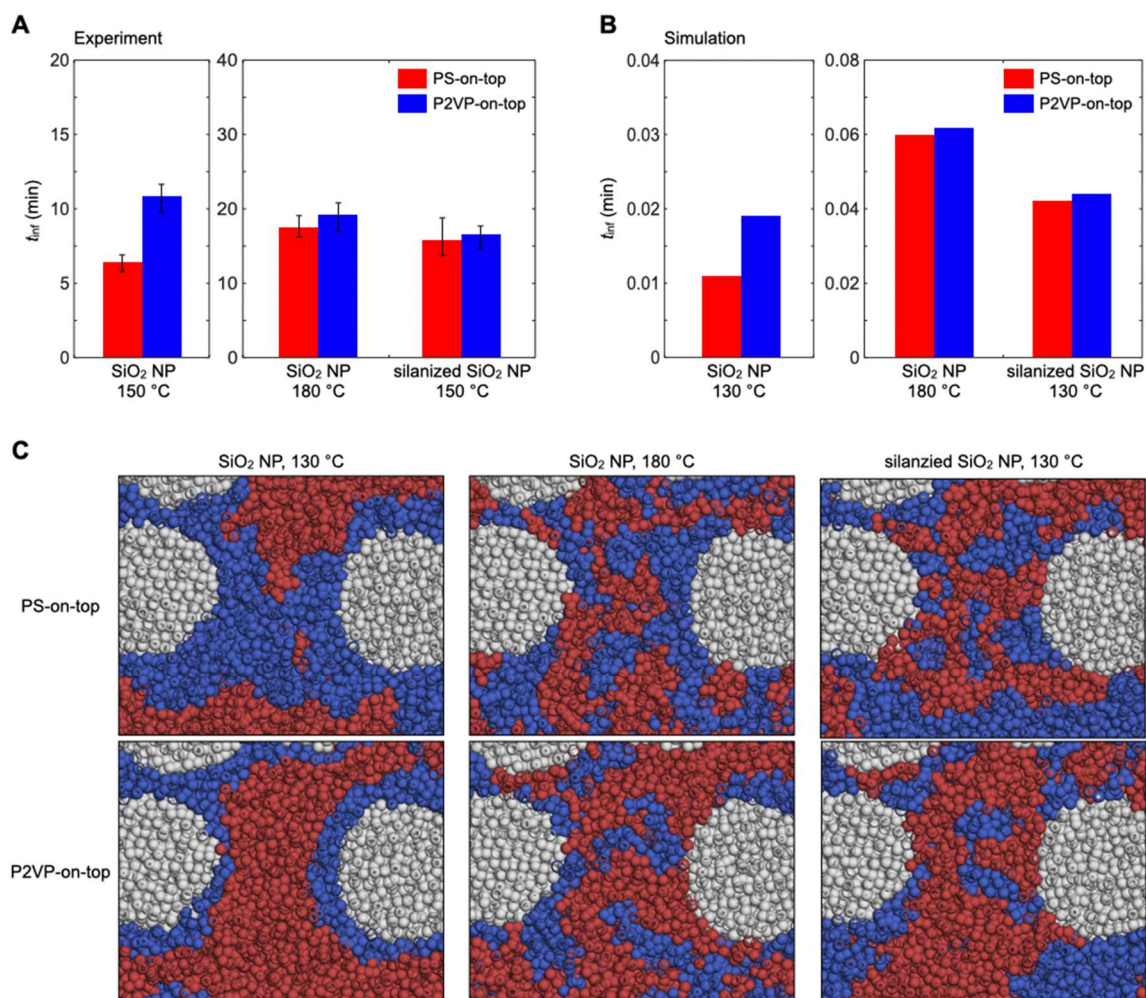 A
Experiment
20
15
10
5
0
t_inf (min)
SiO₂ NP
150 °C
40
30
20
10
0
PS-on-top
P2VP-on-top
SiO₂ NP
180 °C
silanized SiO₂ NP
150 °C
B
Simulation
0.04
0.03
0.02
0.01
0
t_inf (min)
SiO₂ NP
130 °C
0.08
0.06
0.04
0.02
0
PS-on-top
P2VP-on-top
SiO₂ NP
180 °C
silanized SiO₂ NP
130 °C
C
SiO₂ NP, 130 °C
SiO₂ NP, 180 °C
silanzied SiO₂ NP, 130 °C
PS-on-top
P2VP-on-top